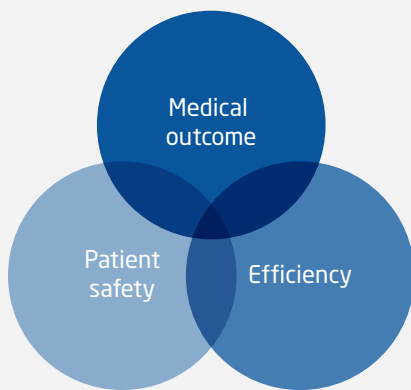 Medical
outcome
Patient
safety
Efficiency